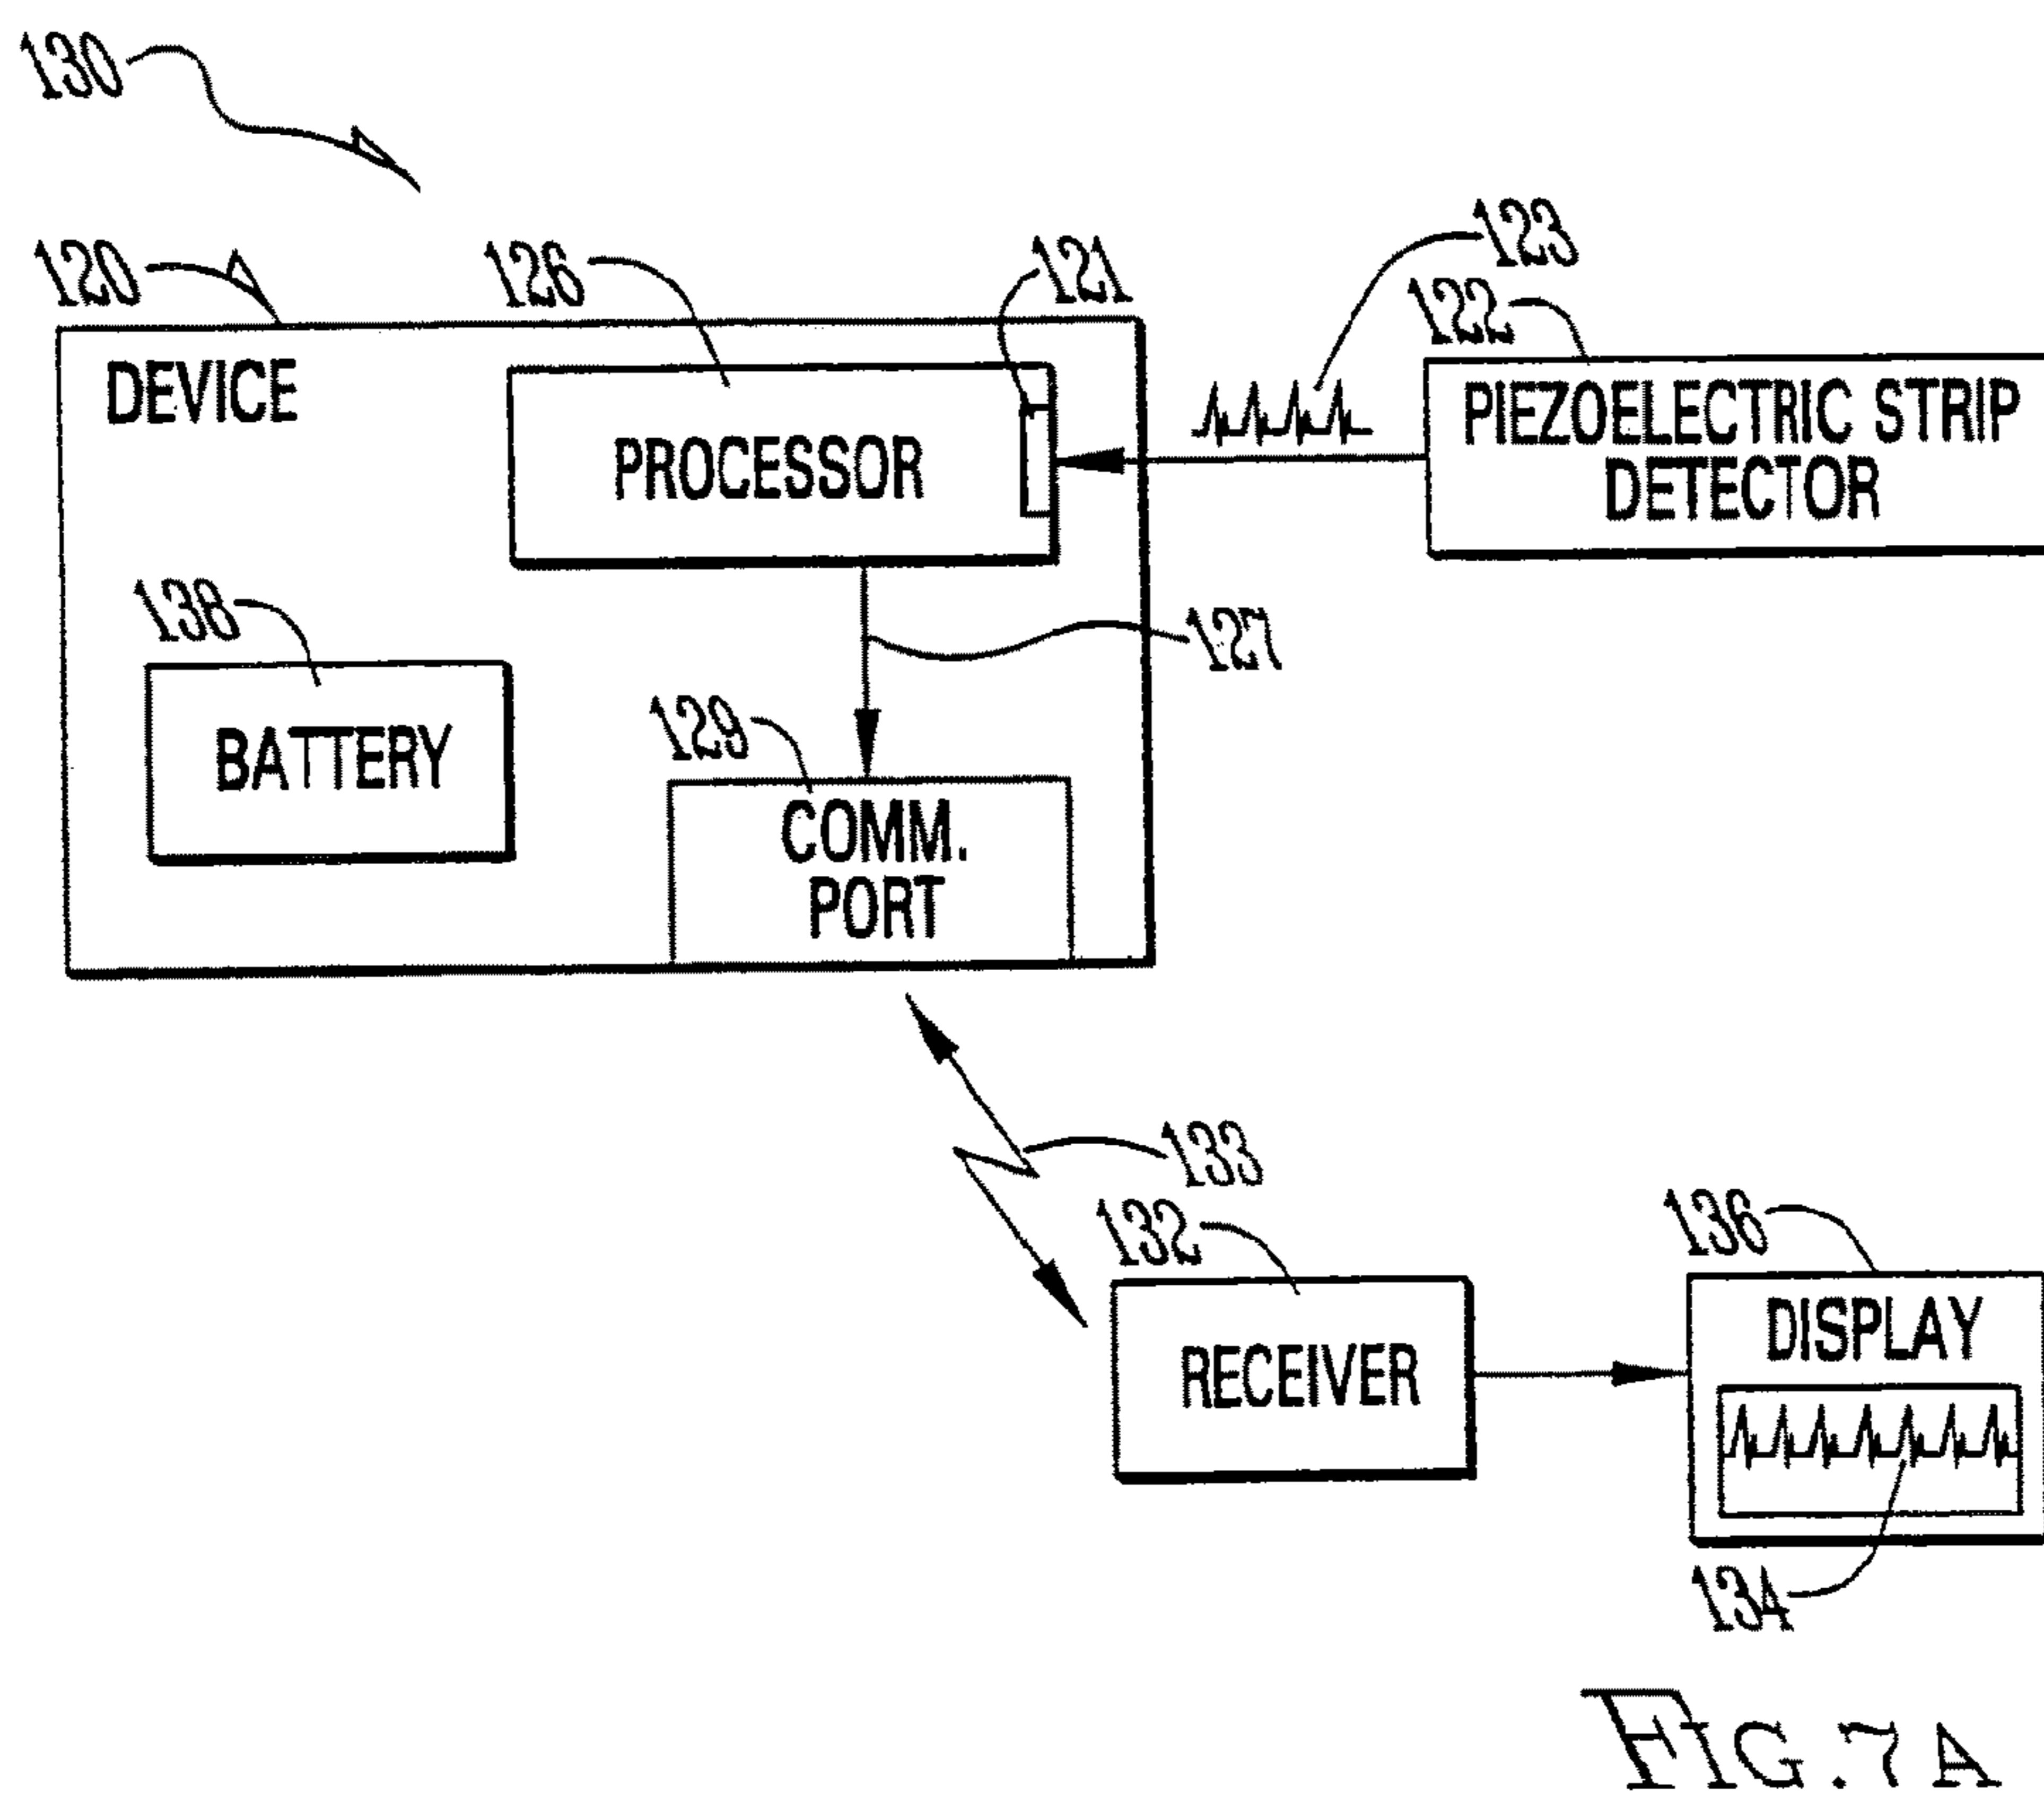 130
120
126
121
123
122
DEVICE
PROCESSOR
PIEZOELECTRIC STRIP
DETECTOR
138
127
129
BATTERY
COMM.
PORT
133
132
136
RECEIVER
DISPLAY
134
FIG. 7A